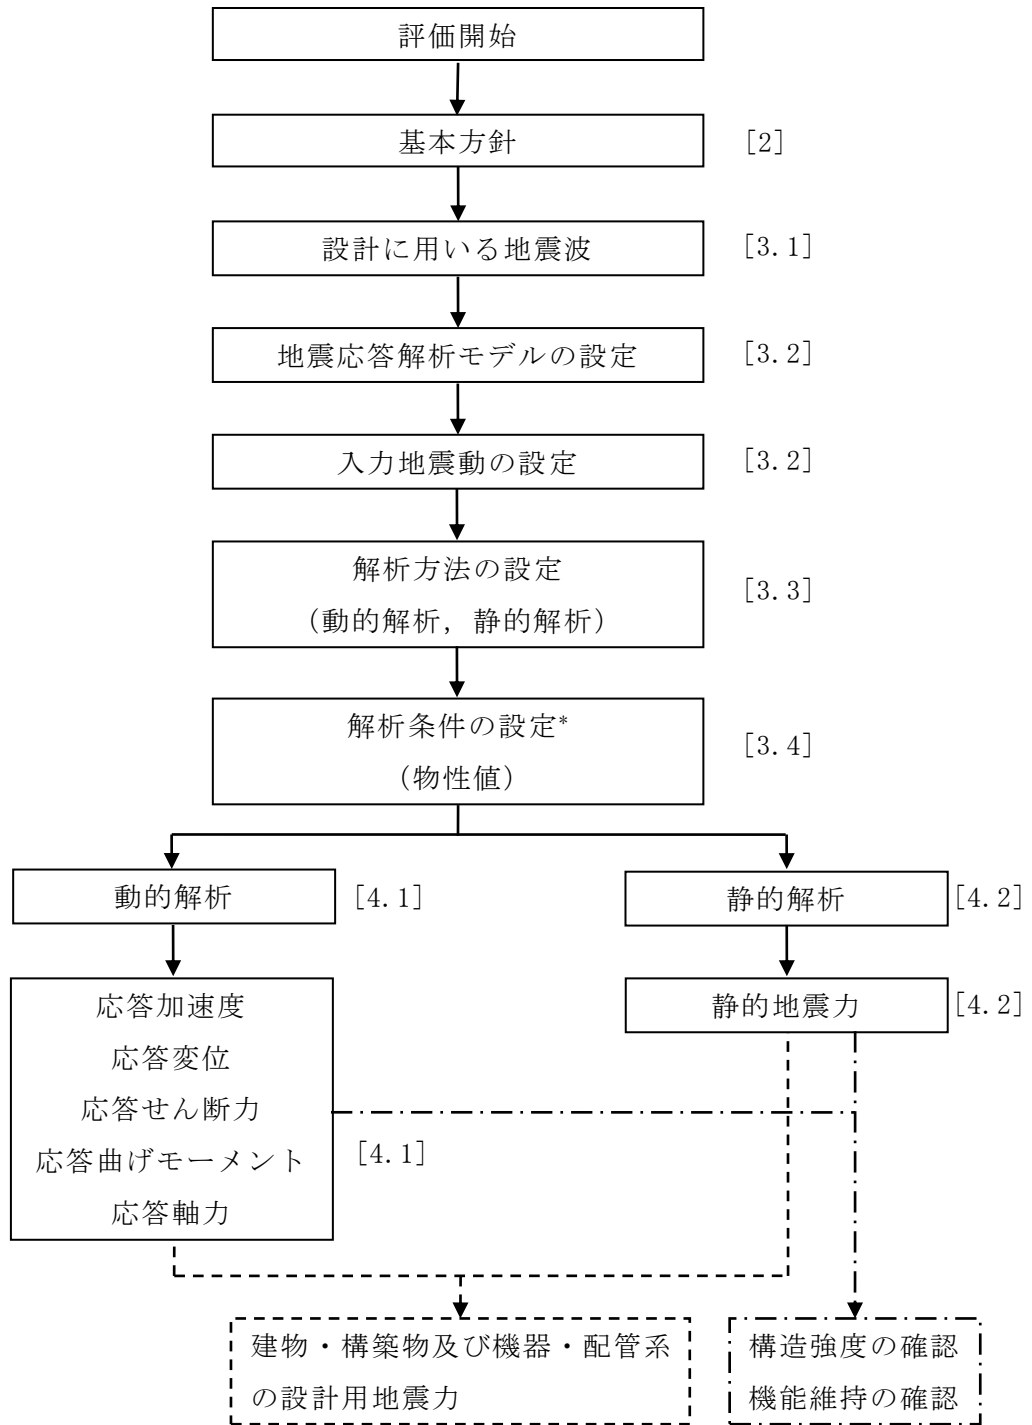 評価開始
基本方針
[2]
設計に用いる地震波
[3.1]
地震応答解析モデルの設定
[3.2]
入力地震動の設定
[3.2]
解析方法の設定
(動的解析,静的解析)
[3.3]
解析条件の設定*
(物性値)
[3.4]
動的解析
[4.1]
静的解析
[4.2]
応答加速度
応答変位
応答せん断力
応答曲げモーメント
応答軸力
[4.1]
静的地震力
[4.2]
建物・構築物及び機器・配管系
の設計用地震力
構造強度の確認
機能維持の確認